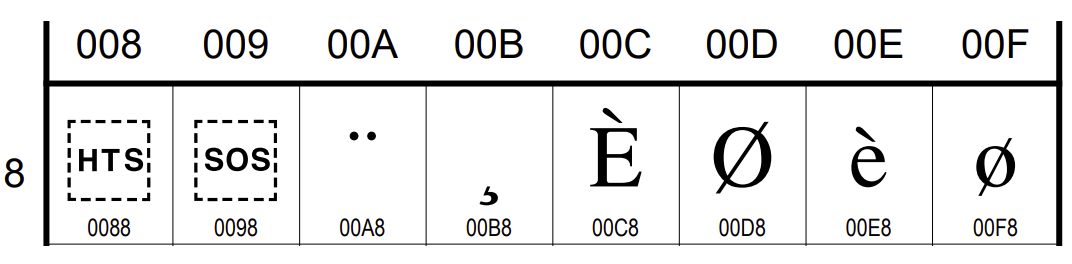 008 009 00A 00B 00C 00D 00E 00F
8 HTS SOS ¨ ¸ È Ø è ø
0088 0098 00A8 00B8 00C8 00D8 00E8 00F8